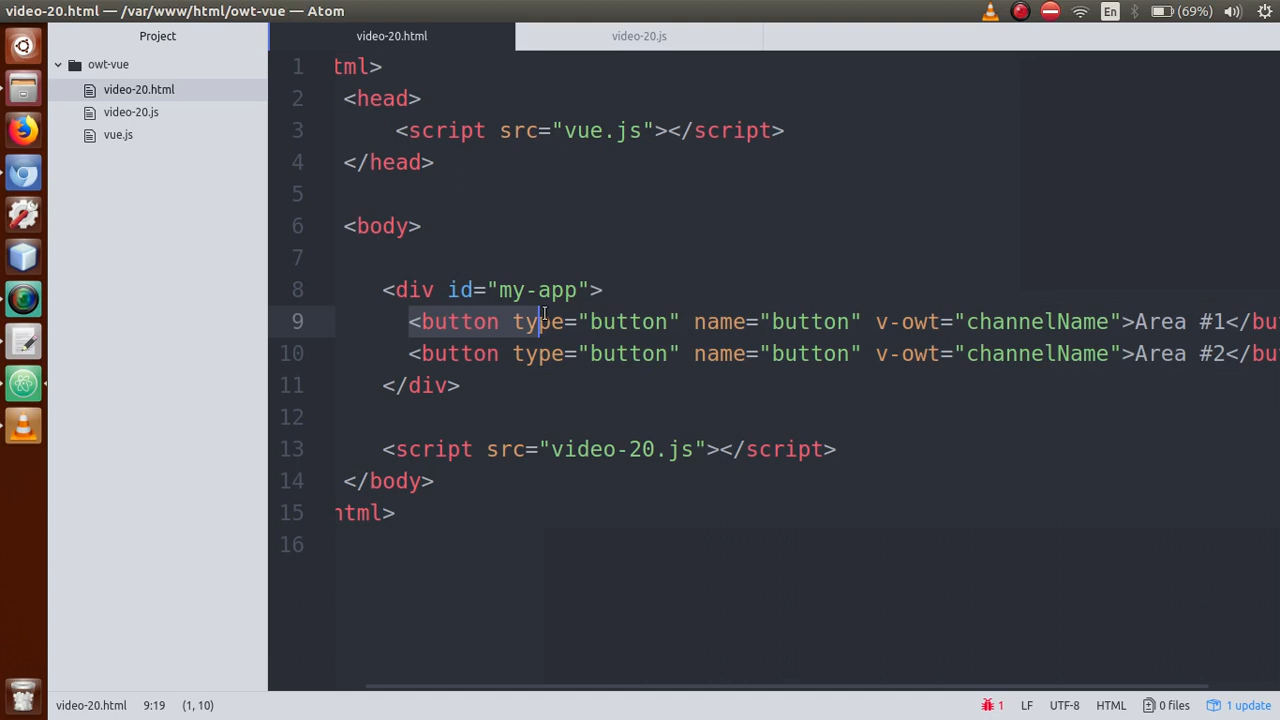 video-20.html — /var/www/html/owt-vue — Atom
En
(69%)
Project
video-20.html
video-20.js
owt-vue
video-20.html
video-20.js
vue.js
1 tml>
2 <head>
3 <script src="vue.js"></script>
4 </head>
5
6 <body>
7
8 <div id="my-app">
9 <button type="button" name="button" v-owt="channelName">Area #1</bu
10 <button type="button" name="button" v-owt="channelName">Area #2</bu
11 </div>
12
13 <script src="video-20.js"></script>
14 </body>
15 html>
16
video-20.html 9:19 (1, 10)
1 LF UTF-8 HTML 0 files 1 update